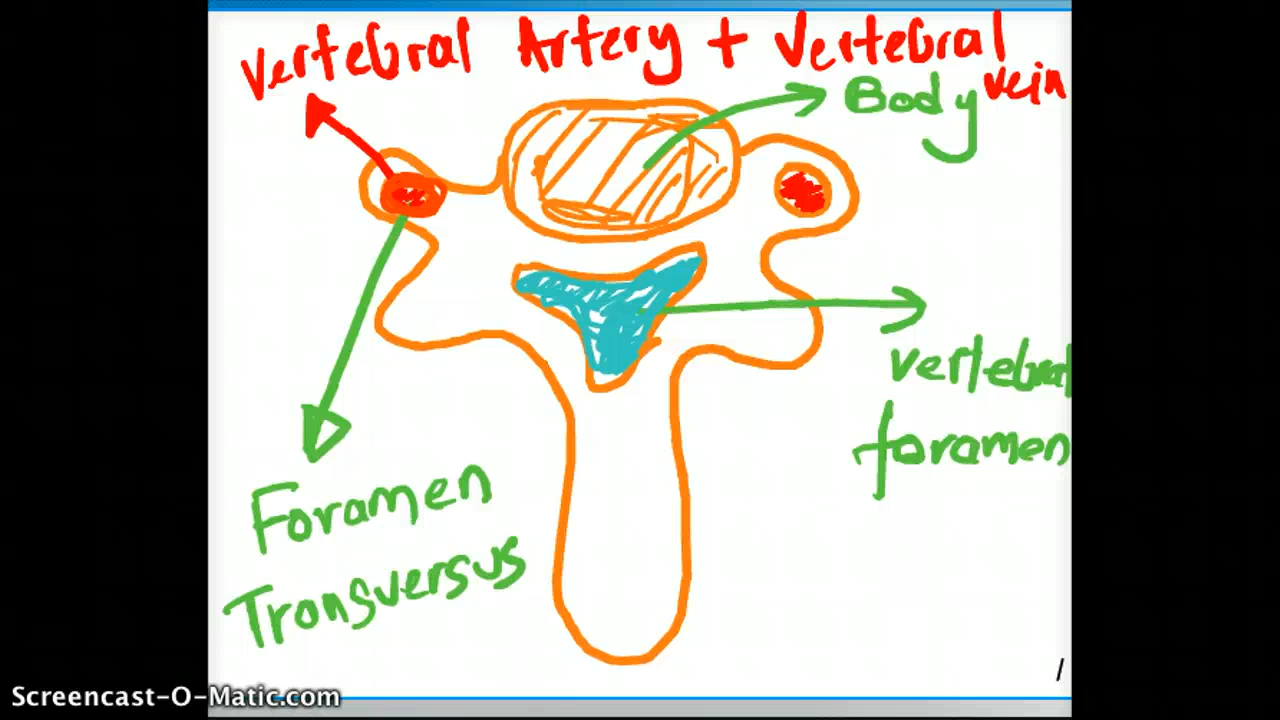 Vertebral Artery + Vertebral
vein
Body
vertebral
foramen
Foramen
Transversus
/
Screencast-O-Matic.com